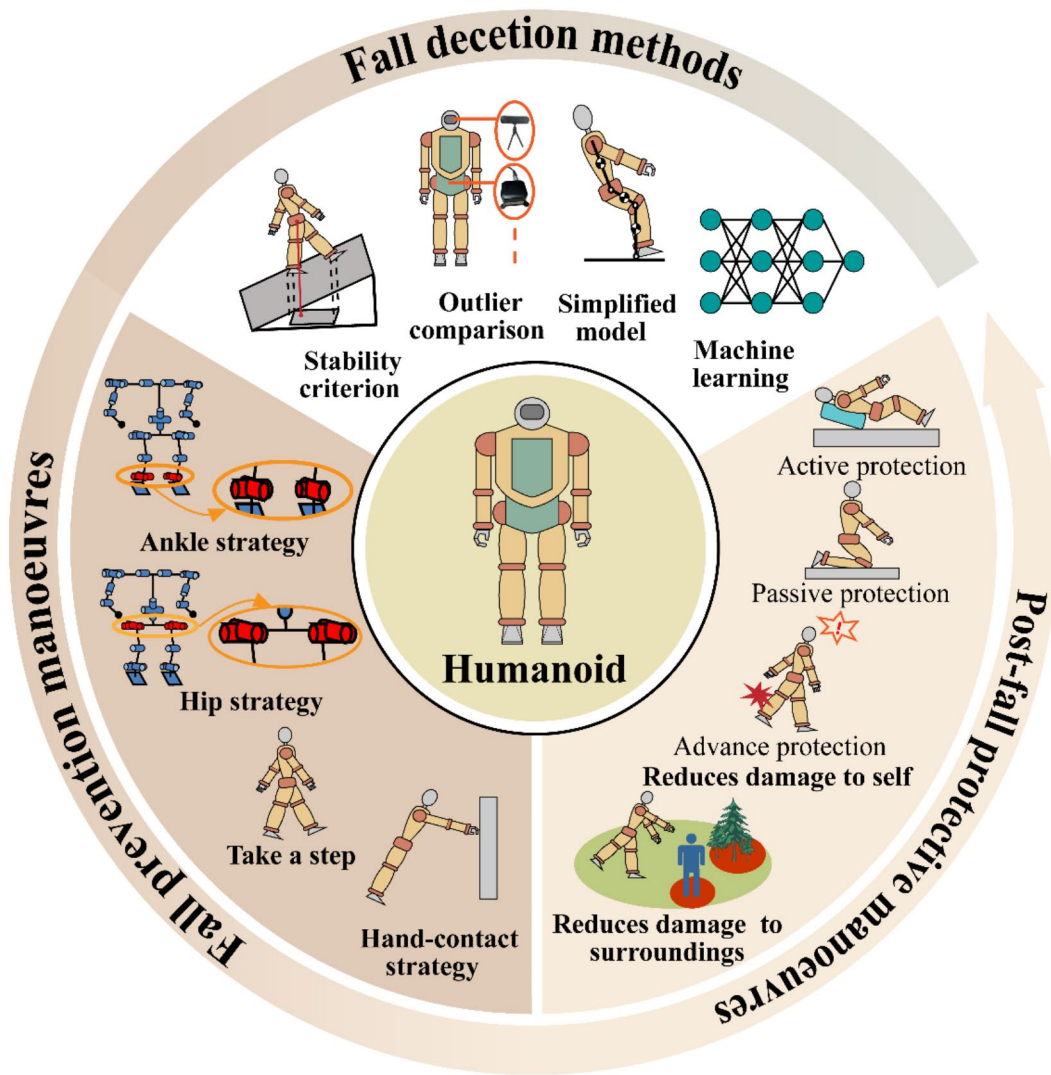 Fall decetion methods
Outlier
comparison
Simplified
model
Stability
criterion
Machine
learning
Fall prevention manoeuvres
Ankle strategy
Hip strategy
Take a step
Hand-contact
strategy
Humanoid
Post-fall protective manoeuvres
Active protection
Passive protection
!
Advance protection
Reduces damage to self
Reduces damage to
surroundings